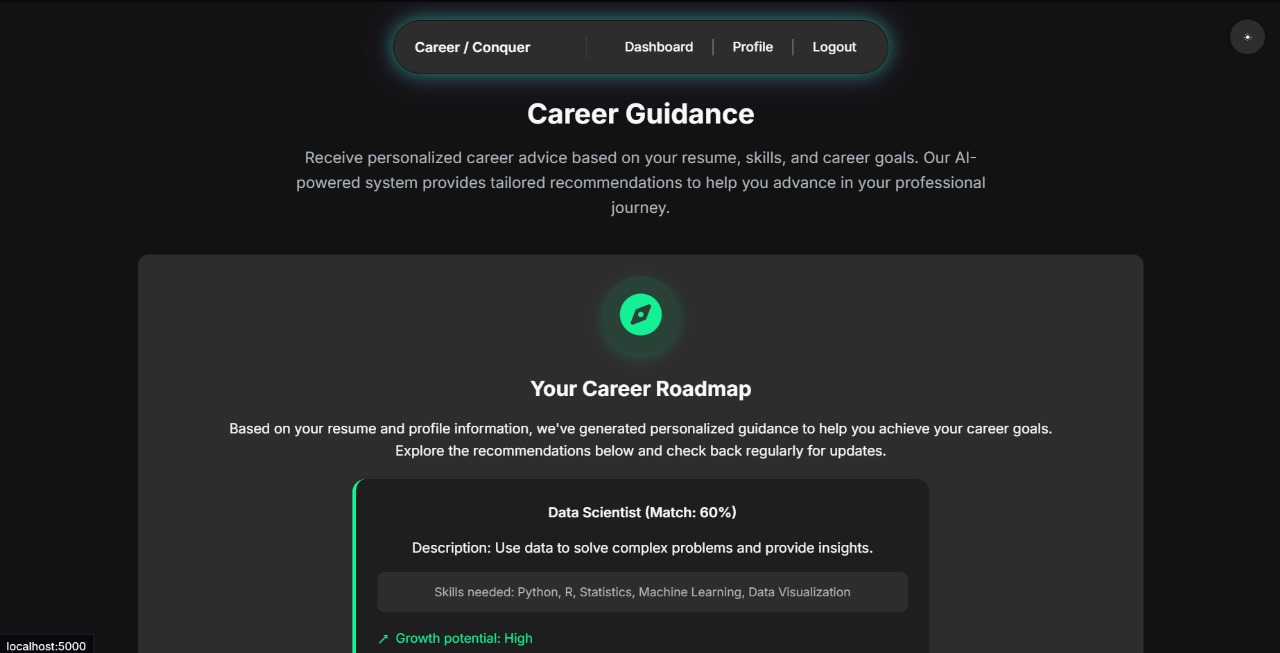 Career / Conquer
Dashboard
Profile
Logout
Career Guidance
Receive personalized career advice based on your resume, skills, and career goals. Our AI-
powered system provides tailored recommendations to help you advance in your professional
journey.
Your Career Roadmap
Based on your resume and profile information, we've generated personalized guidance to help you achieve your career goals.
Explore the recommendations below and check back regularly for updates.
Data Scientist (Match: 60%)
Description: Use data to solve complex problems and provide insights.
Skills needed: Python, R, Statistics, Machine Learning, Data Visualization
Growth potential: High
localhost:5000